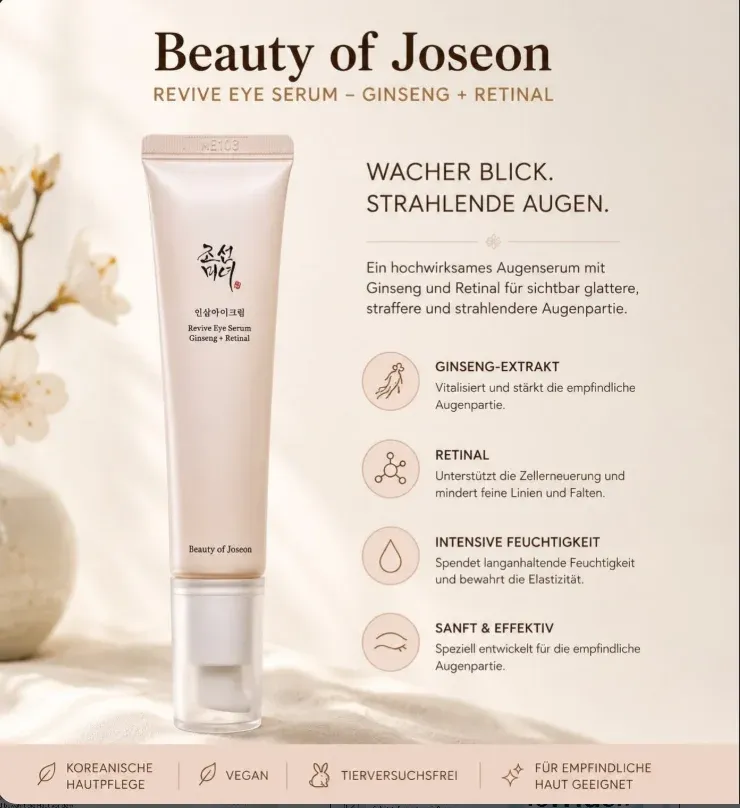 Beauty of Joseon
REVIVE EYE SERUM – GINSENG + RETINAL
HE103
조선
미녀
인삼아이크림
Revive Eye Serum
Ginseng + Retinal
Beauty of Joseon
WACHER BLICK.
STRAHLENDE AUGEN.
Ein hochwirksames Augenserum mit
Ginseng und Retinal für sichtbar glattere,
straffere und strahlendere Augenpartie.
GINSENG-EXTRAKT
Vitalisiert und stärkt die empfindliche
Augenpartie.
RETINAL
Unterstützt die Zellerneuerung und
mindert feine Linien und Falten.
INTENSIVE FEUCHTIGKEIT
Spendet langanhaltende Feuchtigkeit
und bewahrt die Elastizität.
SANFT & EFFEKTIV
Speziell entwickelt für die empfindliche
Augenpartie.
KOREANISCHE
HAUTPFLEGE
VEGAN
TIERVERSUCHSFREI
FÜR EMPFINDLICHE
HAUT GEEIGNET